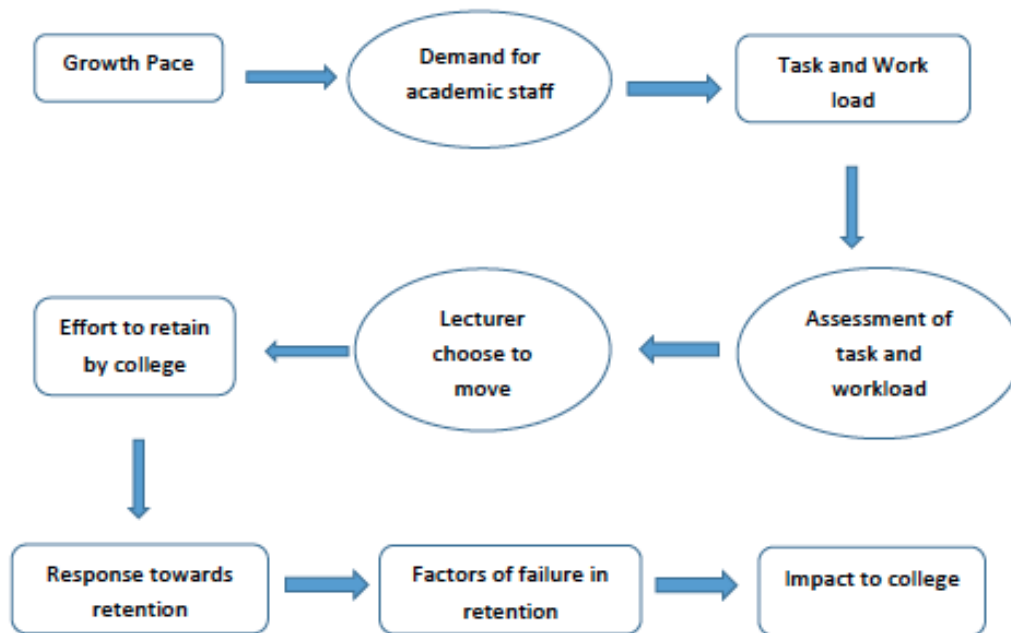 Growth Pace
Demand for
academic staff
Task and Work
load
Assessment of
task and
workload
Lecturer
choose to
move
Effort to retain
by college
Response towards
retention
Factors of failure in
retention
Impact to college